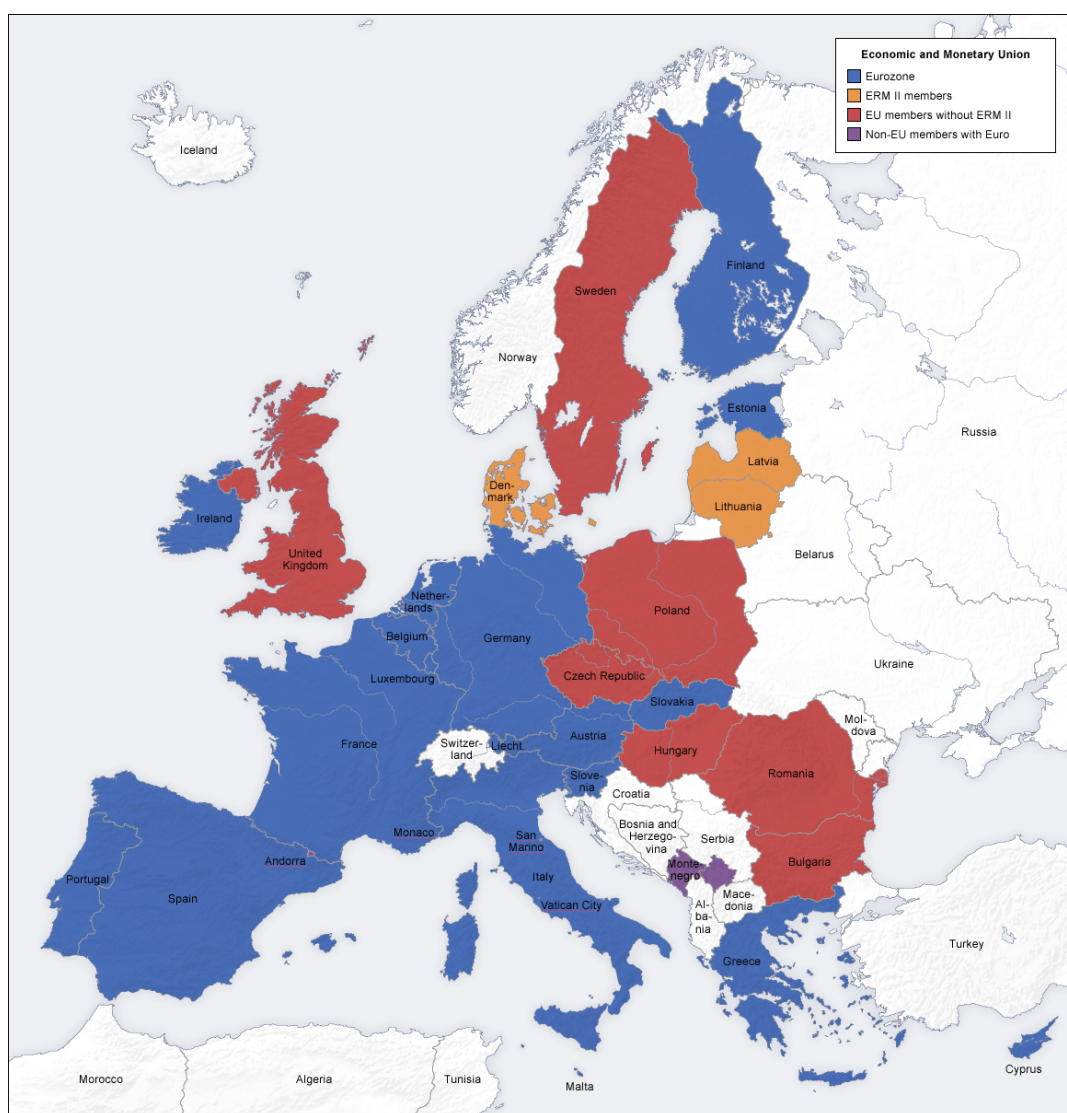 Economic and Monetary Union
Eurozone
ERM II members
EU members without ERM II
Non-EU members with Euro
Iceland
Finland
Sweden
Norway
Estonia
Russia
Latvia
Den-
mark
Lithuania
Ireland
Belarus
United
Kingdom
Nether-
lands
Poland
Belgium
Germany
Ukraine
Czech Republic
Luxembourg
Slovakia
Mol-
dova
France
Austria
Switzer-
land
Liecht.
Hungary
Romania
Slove-
nia
Croatia
Monaco
San
Marino
Bosnia and
Herzego-
vina
Serbia
Andorra
Monte-
negro
Bulgaria
Italy
Portugal
Spain
Mace-
donia
Vatican City
Al-
ba-
nia
Turkey
Greece
Cyprus
Morocco
Algeria
Tunisia
Malta